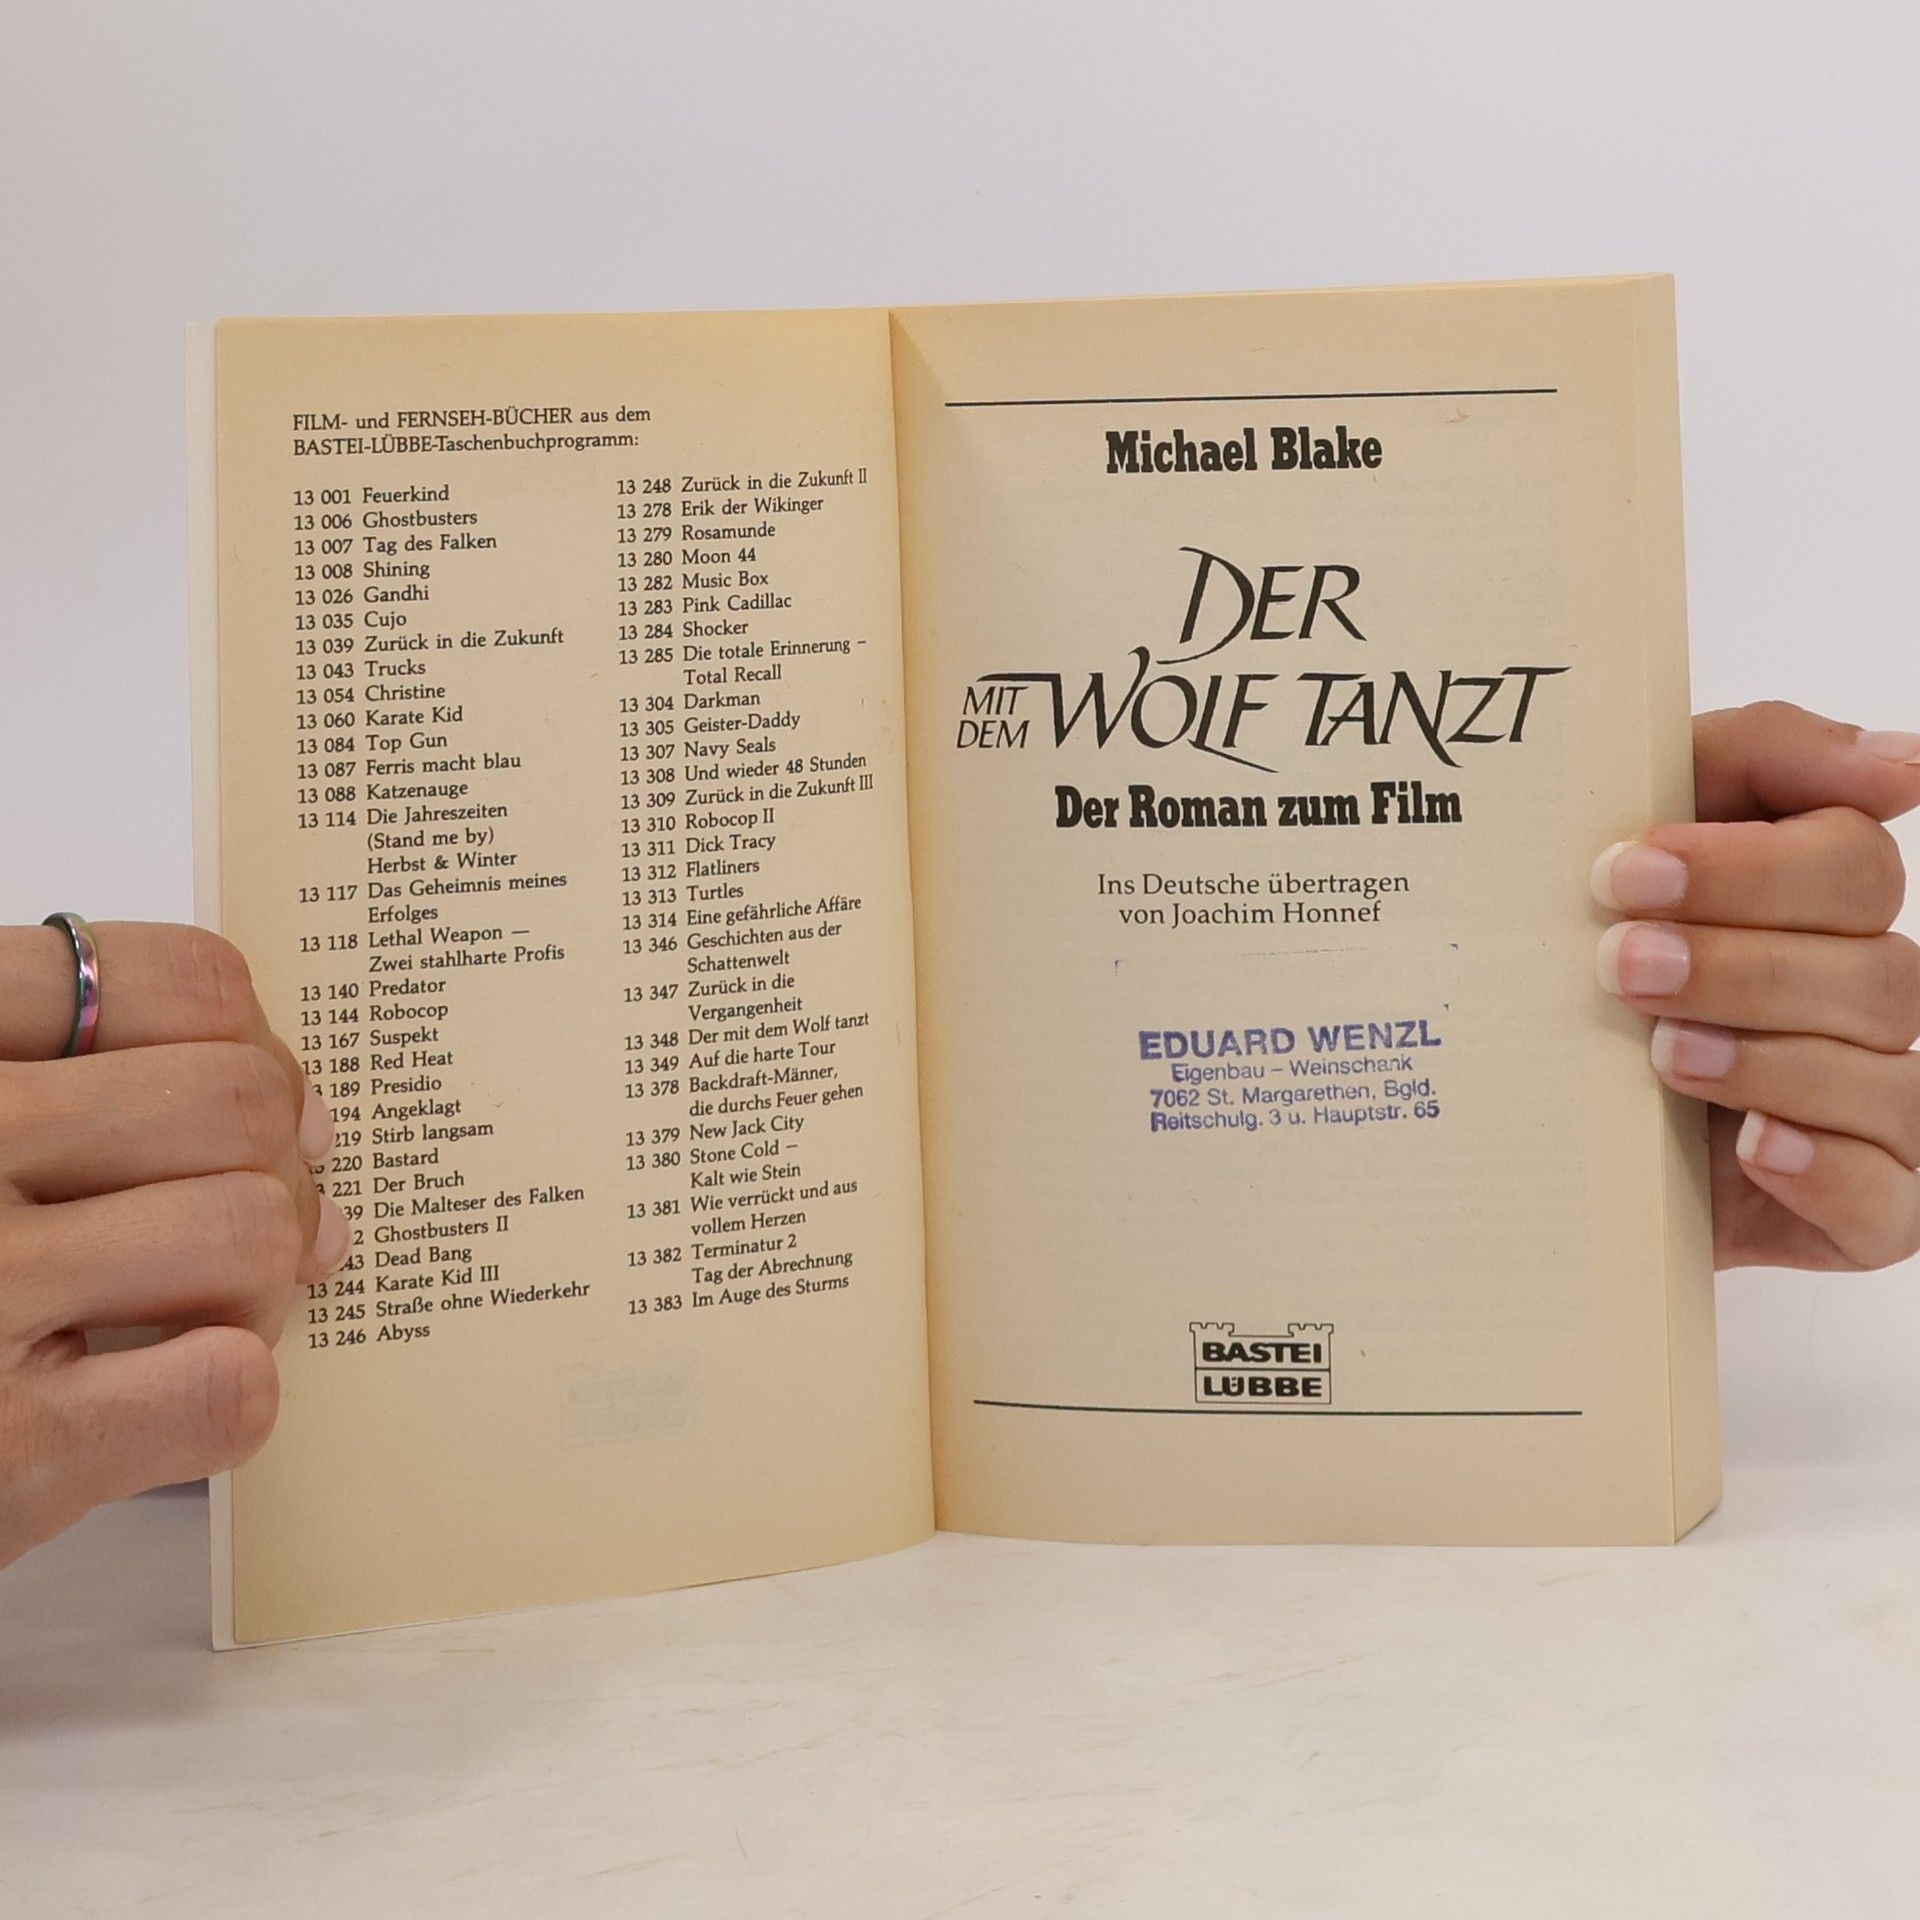 FILM- und FERNSEH-BÜCHER aus dem
BASTEI-LÜBBE-Taschenbuchprogramm:
13 001 Feuerkind
13 006 Ghostbusters
13 007 Tag des Falken
13 008 Shining
13 026 Gandhi
13 035 Cujo
13 039 Zurück in die Zukunft
13 043 Trucks
13 054 Christine
13 060 Karate Kid
13 084 Top Gun
13 087 Ferris macht blau
13 088 Katzenauge
13 114 Die Jahreszeiten
(Stand me by)
Herbst & Winter
13 117 Das Geheimnis meines
Erfolges
13 118 Lethal Weapon —
Zwei stahlharte Profis
13 140 Predator
13 144 Robocop
13 167 Suspekt
13 188 Red Heat
189 Presidio
194 Angeklagt
219 Stirb langsam
220 Bastard
221 Der Bruch
39 Die Malteser des Falken
2 Ghostbusters II
43 Dead Bang
13 244 Karate Kid III
13 245 Straße ohne Wiederkehr
13 246 Abyss
13 248 Zurück in die Zukunft II
13 278 Erik der Wikinger
13 279 Rosamunde
13 280 Moon 44
13 282 Music Box
13 283 Pink Cadillac
13 284 Shocker
13 285 Die totale Erinnerung –
Total Recall
13 304 Darkman
13 305 Geister-Daddy
13 307 Navy Seals
13 308 Und wieder 48 Stunden
13 309 Zurück in die Zukunft III
13 310 Robocop II
13 311 Dick Tracy
13 312 Flatliners
13 313 Turtles
13 314 Eine gefährliche Affäre
13 346 Geschichten aus der
Schattenwelt
13 347 Zurück in die
Vergangenheit
13 348 Der mit dem Wolf tanzt
13 349 Auf die harte Tour
13 378 Backdraft-Männer,
die durchs Feuer gehen
13 379 New Jack City
13 380 Stone Cold –
Kalt wie Stein
13 381 Wie verrückt und aus
vollem Herzen
13 382 Terminatur 2
Tag der Abrechnung
13 383 Im Auge des Sturms
Michael Blake
DER
MIT DEM WOLF TANZT
Der Roman zum Film
Ins Deutsche übertragen
von Joachim Honnef
EDUARD WENZL
Eigenbau – Weinschank
7062 St. Margarethen, Bgld.
Reitschulg. 3 u. Hauptstr. 65
BASTEI
LÜBBE